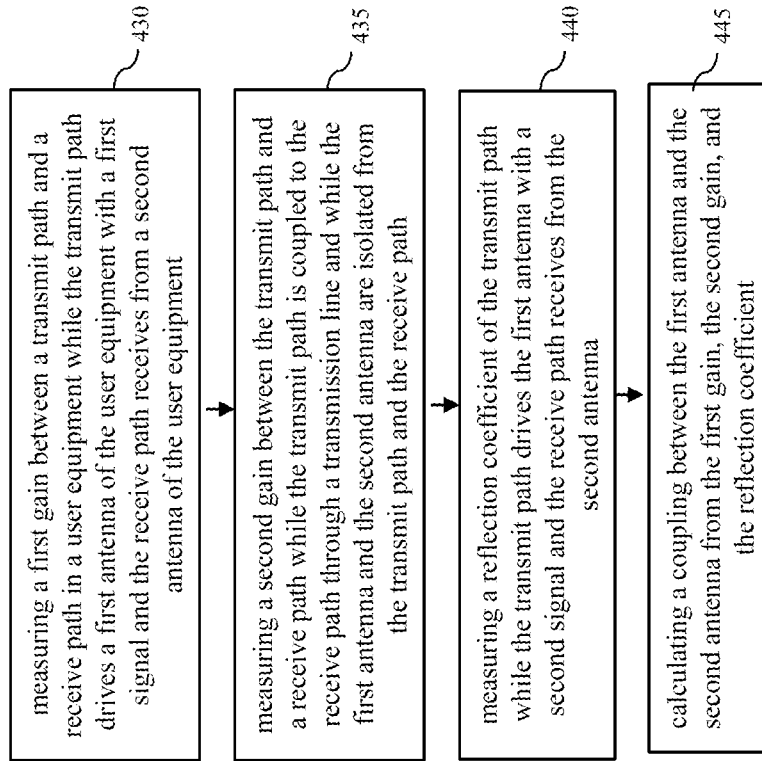 measuring a first gain between a transmit path and a
receive path in a user equipment while the transmit path
drives a first antenna of the user equipment with a first
signal and the receive path receives from a second
antenna of the user equipment
430
measuring a second gain between the transmit path and
a receive path while the transmit path is coupled to the
receive path through a transmission line and while the
first antenna and the second antenna are isolated from
the transmit path and the receive path
435
measuring a reflection coefficient of the transmit path
while the transmit path drives the first antenna with a
second signal and the receive path receives from the
second antenna
440
calculating a coupling between the first antenna and the
second antenna from the first gain, the second gain, and
the reflection coefficient
445